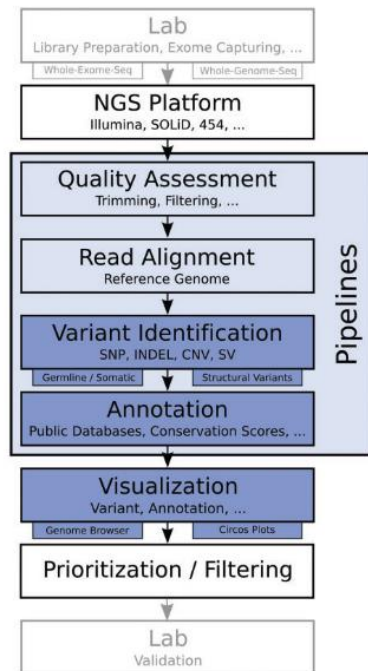 Lab
Library Preparation, Exome Capturing, ...
Whole-Exome-Seq Whole-Genome-Seq
NGS Platform
Illumina, SOLiD, 454, ...
Pipelines
Quality Assessment
Trimming, Filtering, ...
Read Alignment
Reference Genome
Variant Identification
SNP, INDEL, CNV, SV
Germline / Somatic Structural Variants
Annotation
Public Databases, Conservation Scores, ...
Visualization
Variant, Annotation, ...
Genome Browser Circos Plots
Prioritization / Filtering
Lab
Validation